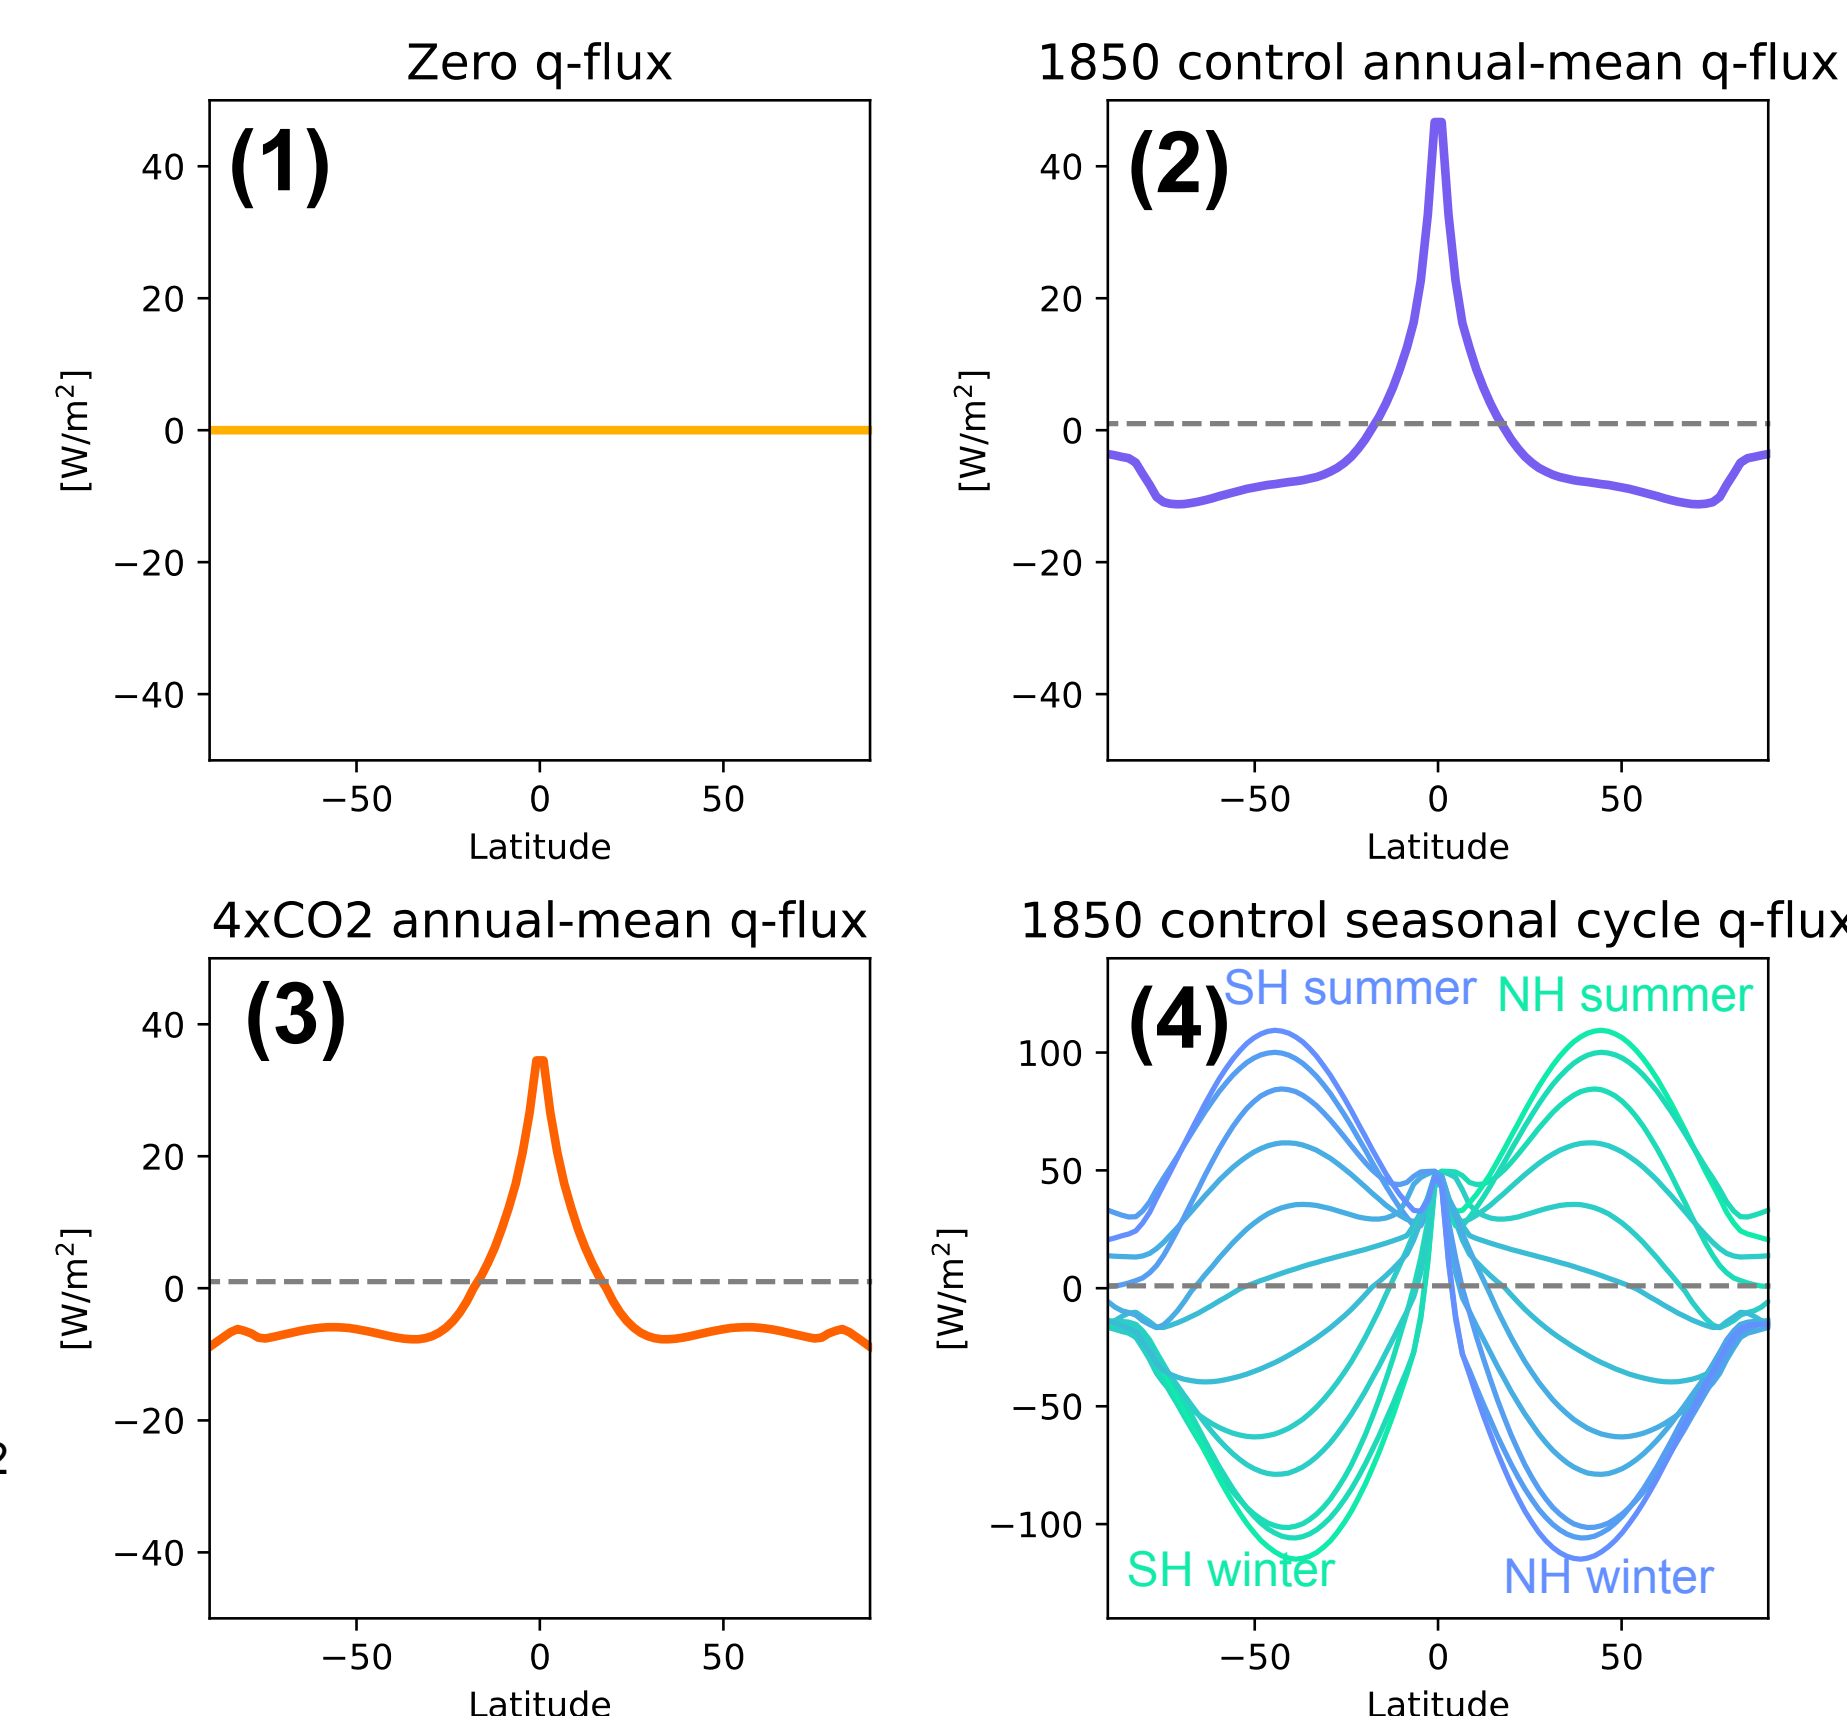 Zero q-flux
(1)
40
20
0
−20
−40
[W/m²]
−50 0 50
Latitude
1850 control annual-mean q-flux
(2)
40
20
0
−20
−40
[W/m²]
−50 0 50
Latitude
4xCO2 annual-mean q-flux
(3)
40
20
0
−20
−40
[W/m²]
−50 0 50
Latitude
2
1850 control seasonal cycle q-flux
(4)
SH summer NH summer
100
50
0
−50
−100
[W/m²]
SH winter NH winter
−50 0 50
Latitude